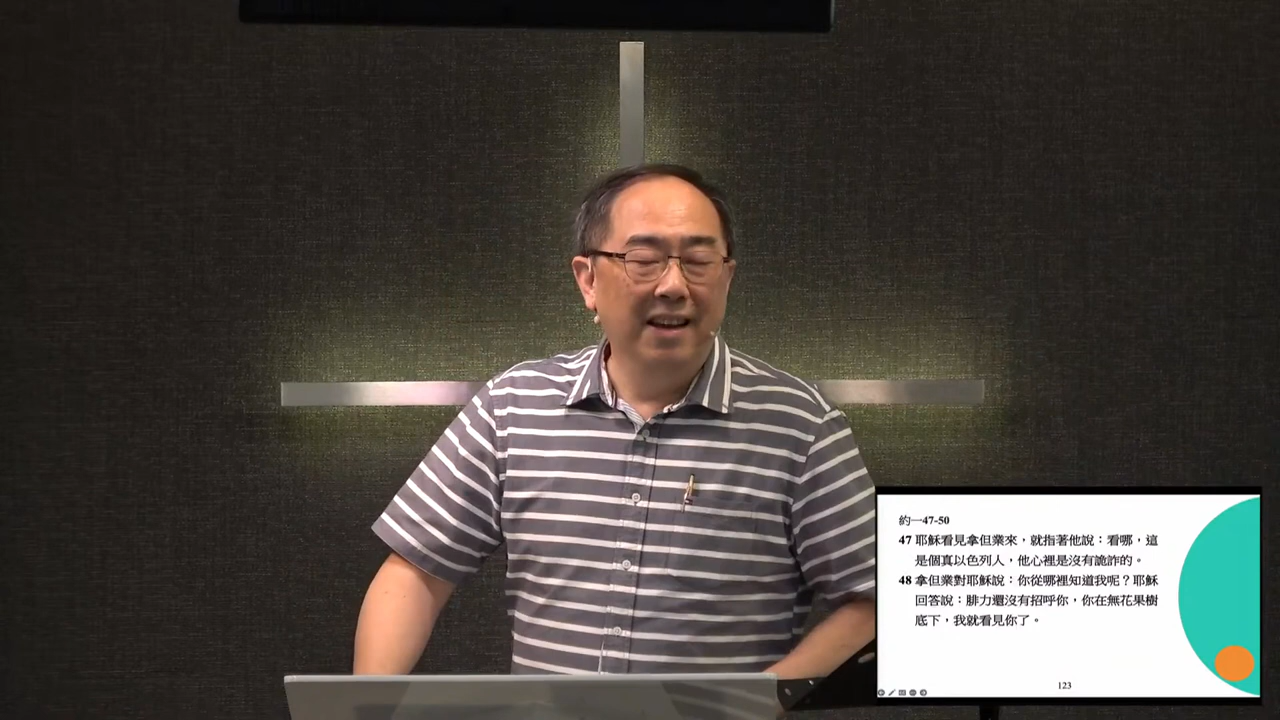 約一47-50
47 耶穌看見拿但業來，就指著他說：看哪，這
是個真以色列人，他心裡是沒有詭詐的。
48 拿但業對耶穌說：你從哪裡知道我呢？耶穌
回答說：腓力還沒有招呼你，你在無花果樹
底下，我就看見你了。
123